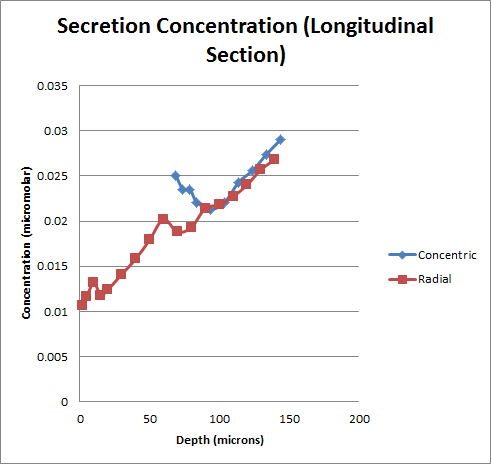 Secretion Concentration (Longitudinal
Section)
0.035
0.03
0.025
0.02
0.015
0.01
0.005
0
Concentration (micromolar)
0 50 100 150 200
Depth (microns)
Concentric
Radial